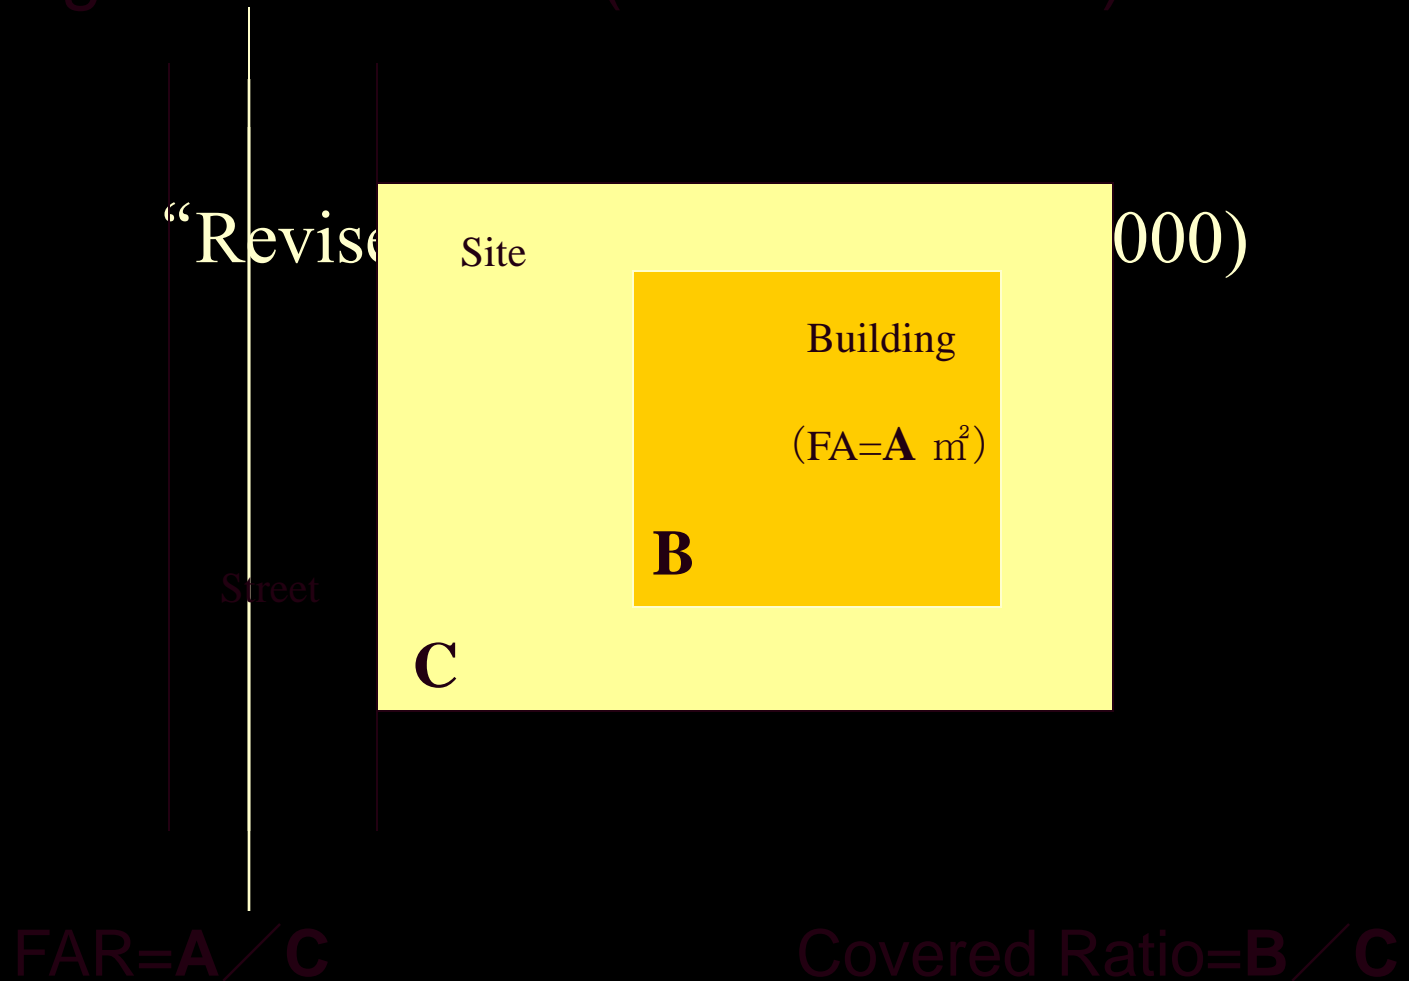 “Revise 000)
Site
Building
（FA=A ㎡）
B
Street
C
FAR=A／C Covered Ratio=B／C